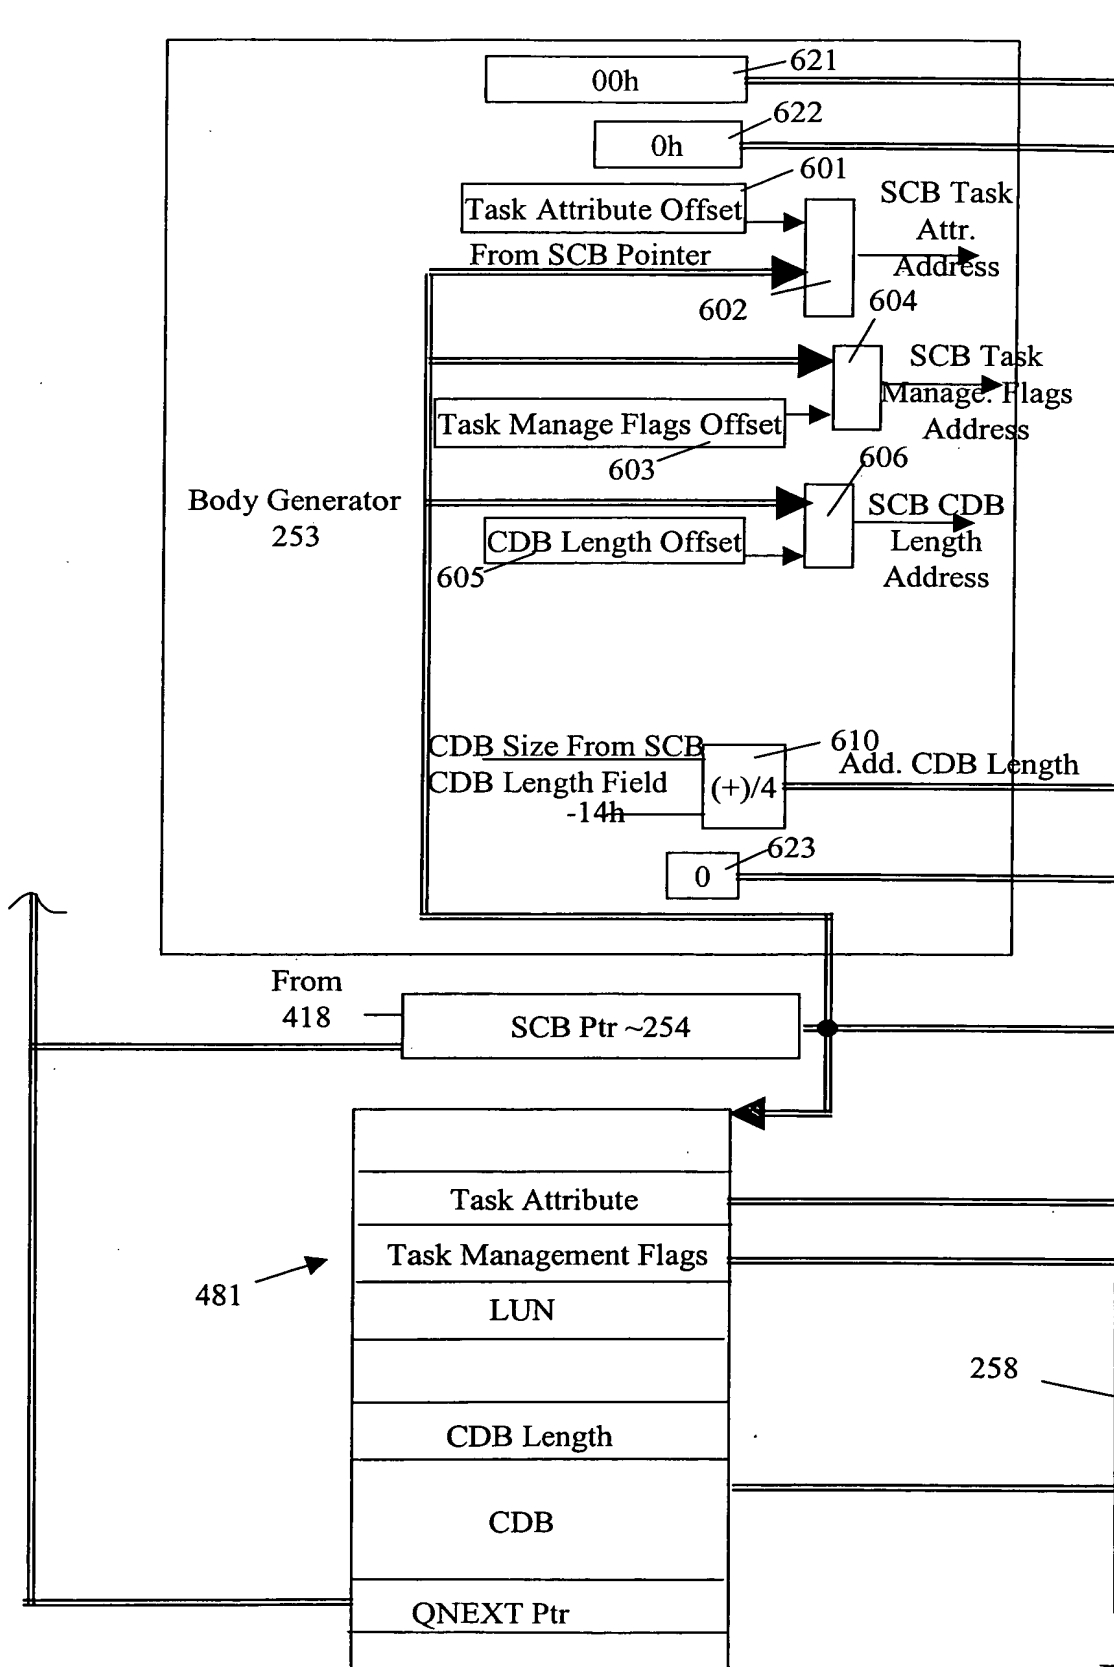 621
00h
622
0h
601
Task Attribute Offset
SCB Task
Attr.
Address
From SCB Pointer
602
604
SCB Task
Manage. Flags
Address
Task Manage Flags Offset
603
606
Body Generator
253
SCB CDB
Length
Address
CDB Length Offset
605
CDB Size From SCB
CDB Length Field
-14h
(+)/4
610
Add. CDB Length
623
0
From
418
SCB Ptr ~254
Task Attribute
Task Management Flags
481
LUN
258
CDB Length
CDB
QNEXT Ptr